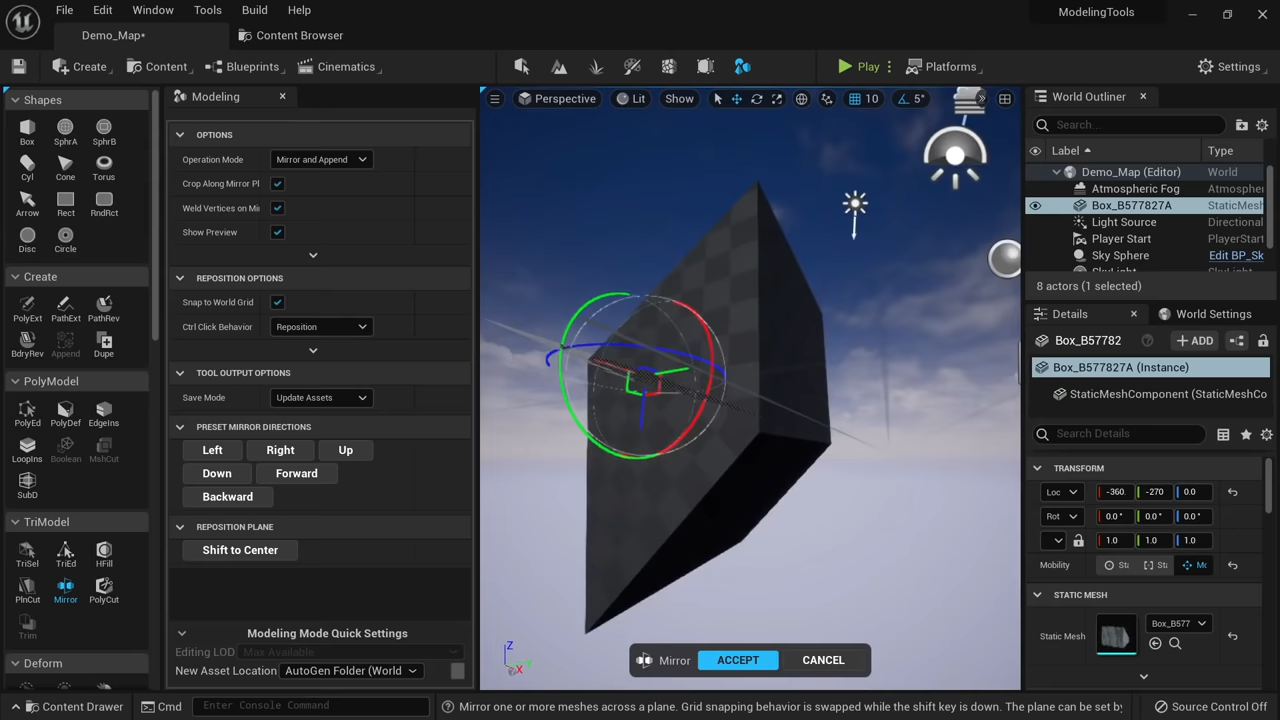 File Edit Window Tools Build Help ModelingTools
Demo_Map* Content Browser
Create Content Blueprints Cinematics Play Platforms Settings
Shapes
Box SphrA SphrB
Cyl Cone Torus
Arrow Rect RndRct
Disc Circle
Create
PolyExt PathExt PathRev
BdryRev Append Dupe
PolyModel
PolyEd PolyDef EdgeIns
LoopIns Boolean MshCut
SubD
TriModel
TriSel TriEd HFill
PlnCut Mirror PolyCut
Trim
Deform
Modeling
OPTIONS
Operation Mode Mirror and Append
Crop Along Mirror Pl
Weld Vertices on Mi
Show Preview
REPOSITION OPTIONS
Snap to World Grid
Ctrl Click Behavior Reposition
TOOL OUTPUT OPTIONS
Save Mode Update Assets
PRESET MIRROR DIRECTIONS
Left Right Up
Down Forward
Backward
REPOSITION PLANE
Shift to Center
Modeling Mode Quick Settings
Editing LOD Max Available
New Asset Location AutoGen Folder (World
Perspective Lit Show 10 5°
Z
Y
X
Mirror ACCEPT CANCEL
World Outliner
Search...
Label Type
Demo_Map (Editor) World
Atmospheric Fog Atmosphe
Box_B577827A StaticMesh
Light Source Directional
Player Start PlayerStart
Sky Sphere Edit BP_Sk
SkyLight
8 actors (1 selected)
Details World Settings
Box_B57782 ADD
Box_B577827A (Instance)
StaticMeshComponent (StaticMeshCo
Search Details
TRANSFORM
Loc -360. -270 0.0
Rot 0.0° 0.0° 0.0°
1.0 1.0 1.0
Mobility Sta Sta Mo
STATIC MESH
Static Mesh Box_B577
Content Drawer Cmd Enter Console Command Mirror one or more meshes across a plane. Grid snapping behavior is swapped while the shift key is down. The plane can be set by Source Control Off